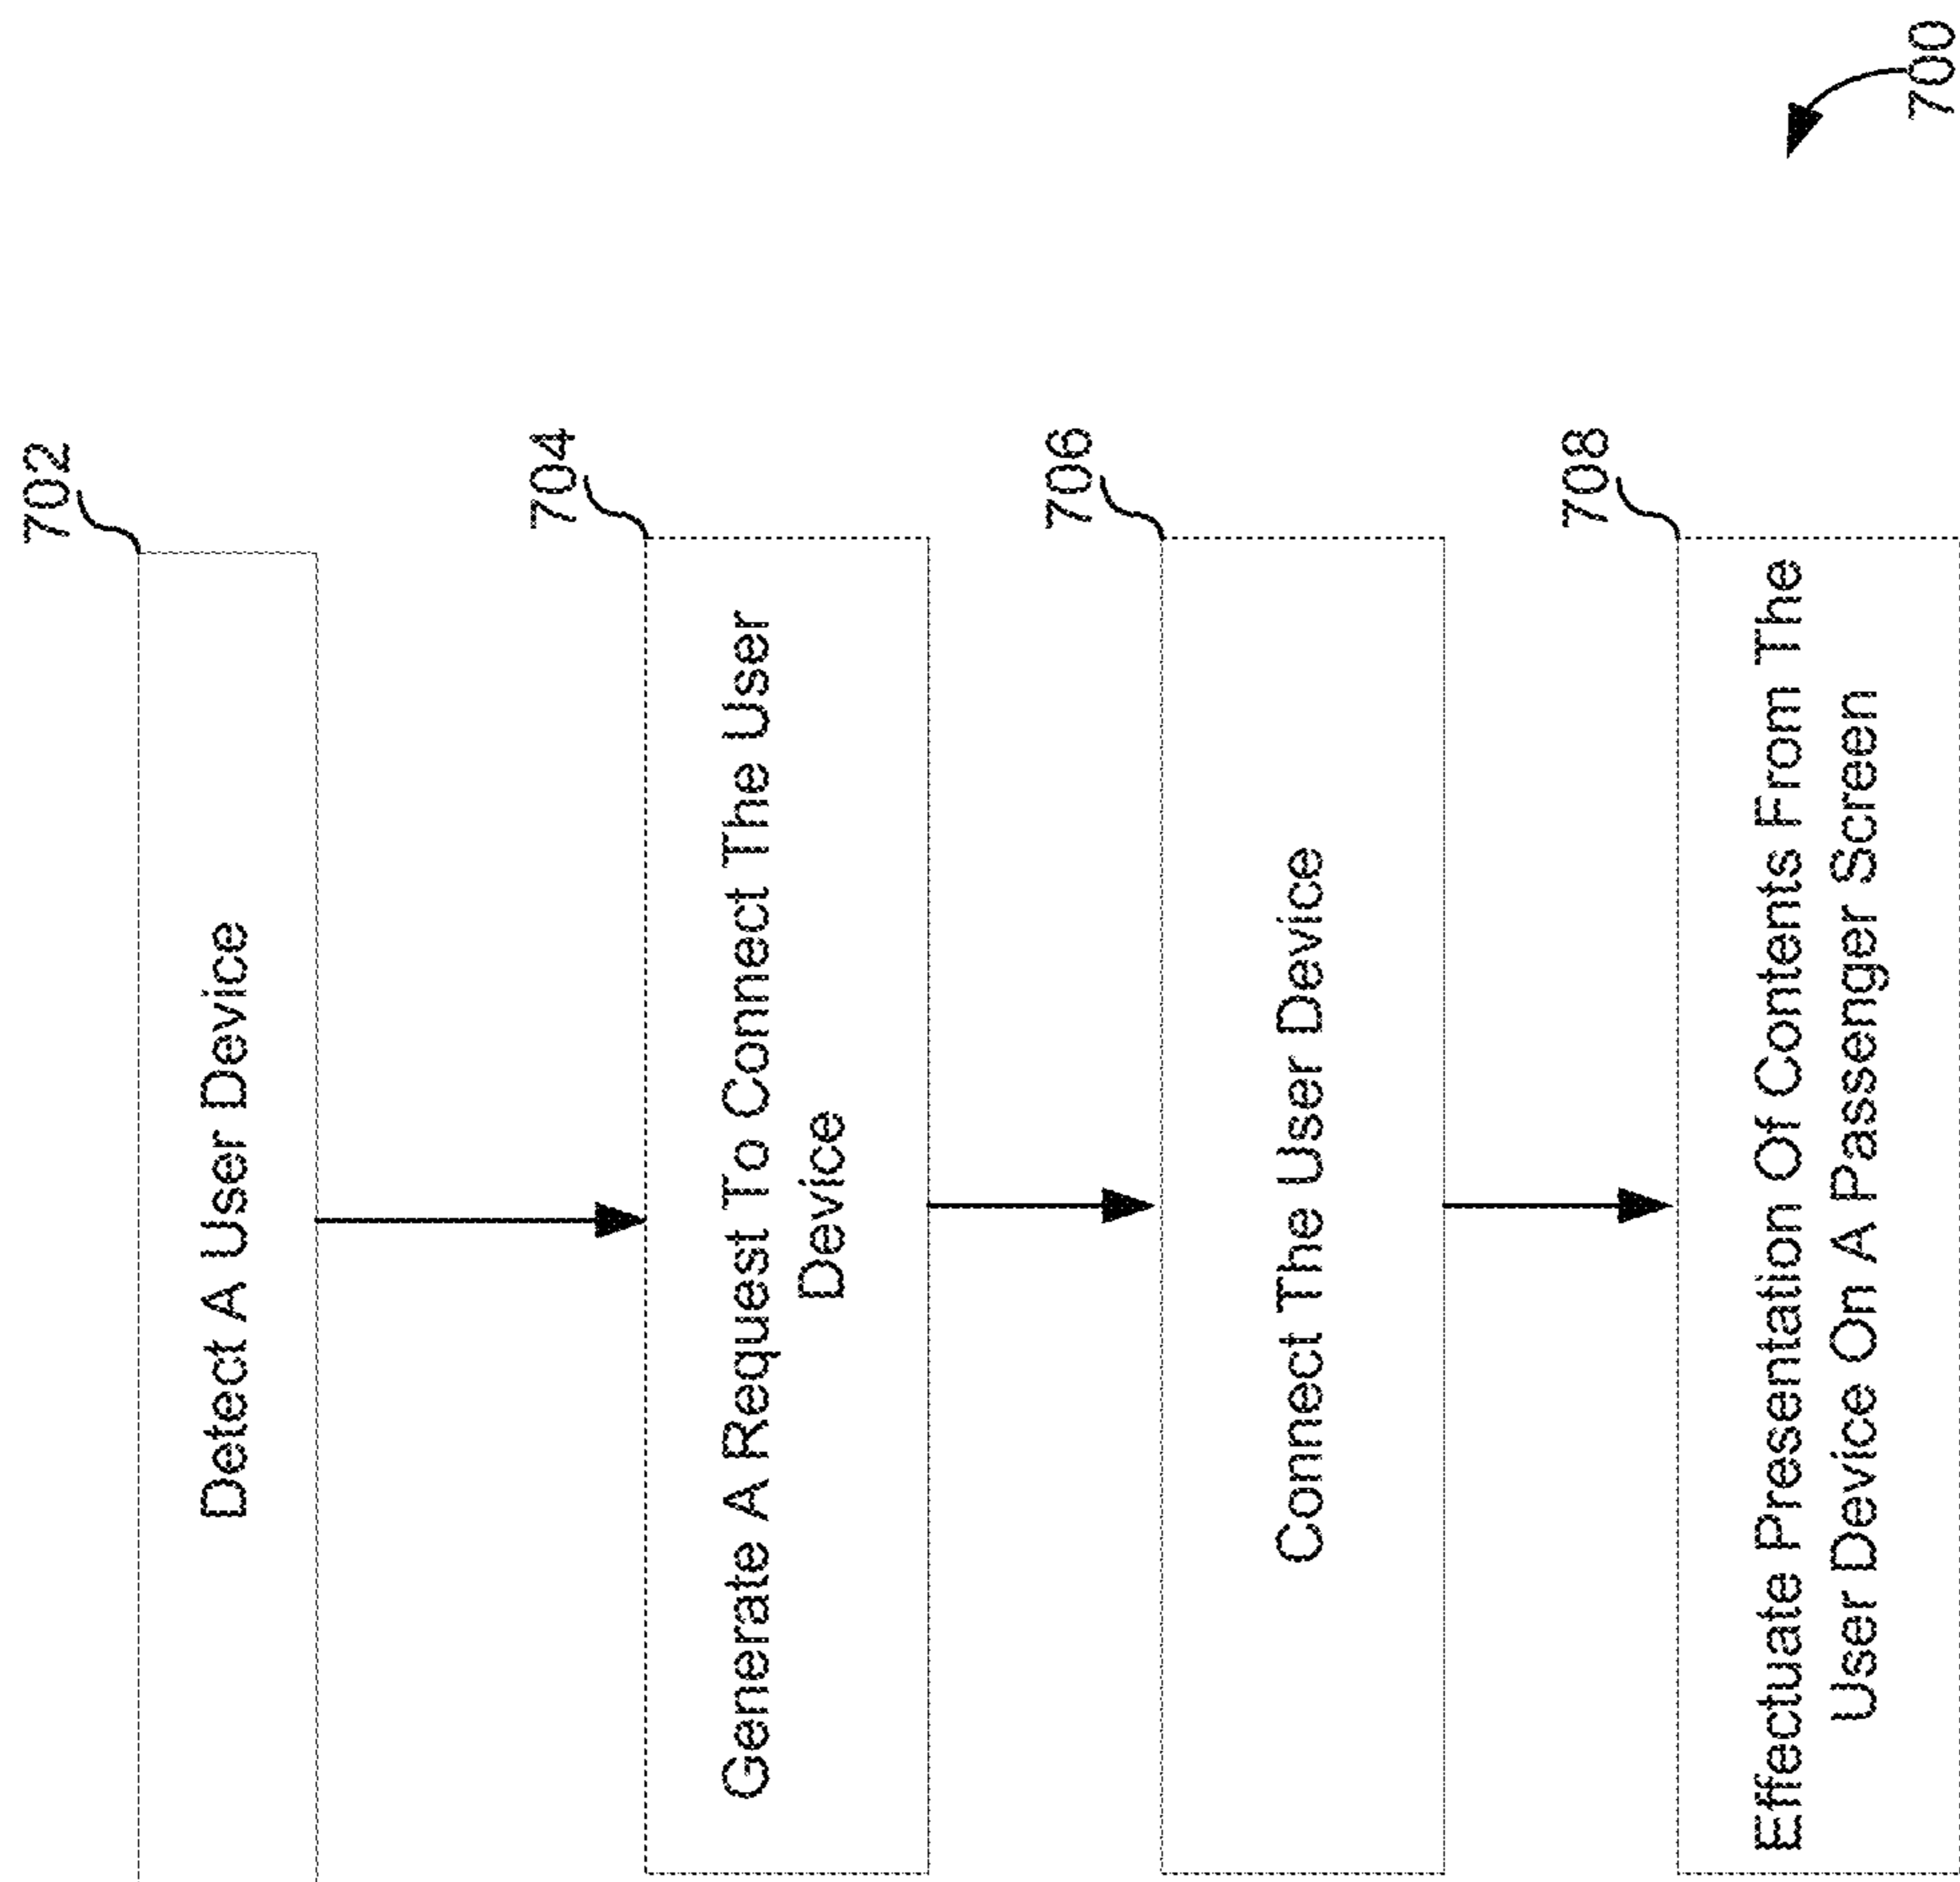 702
Detect A User Device
704
Generate A Request To Connect The User
Device
706
Connect The User Device
708
Effectuate Presentation Of Contents From The
User Device On A Passenger Screen
700